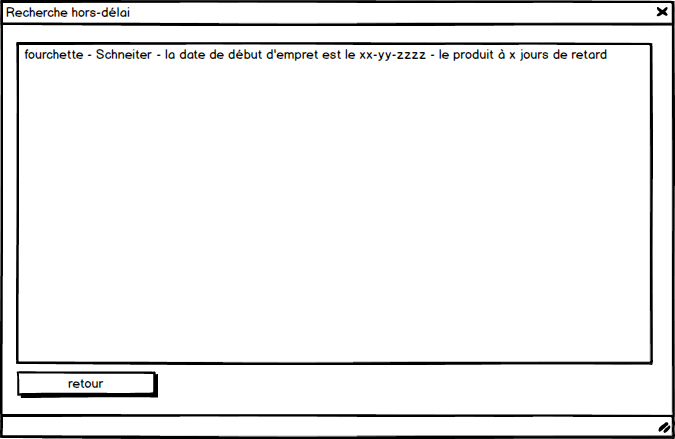 Recherche hors-délai
fourchette - Schneiter - la date de début d'empret est le xx-yy-zzzz - le produit à x jours de retard
retour